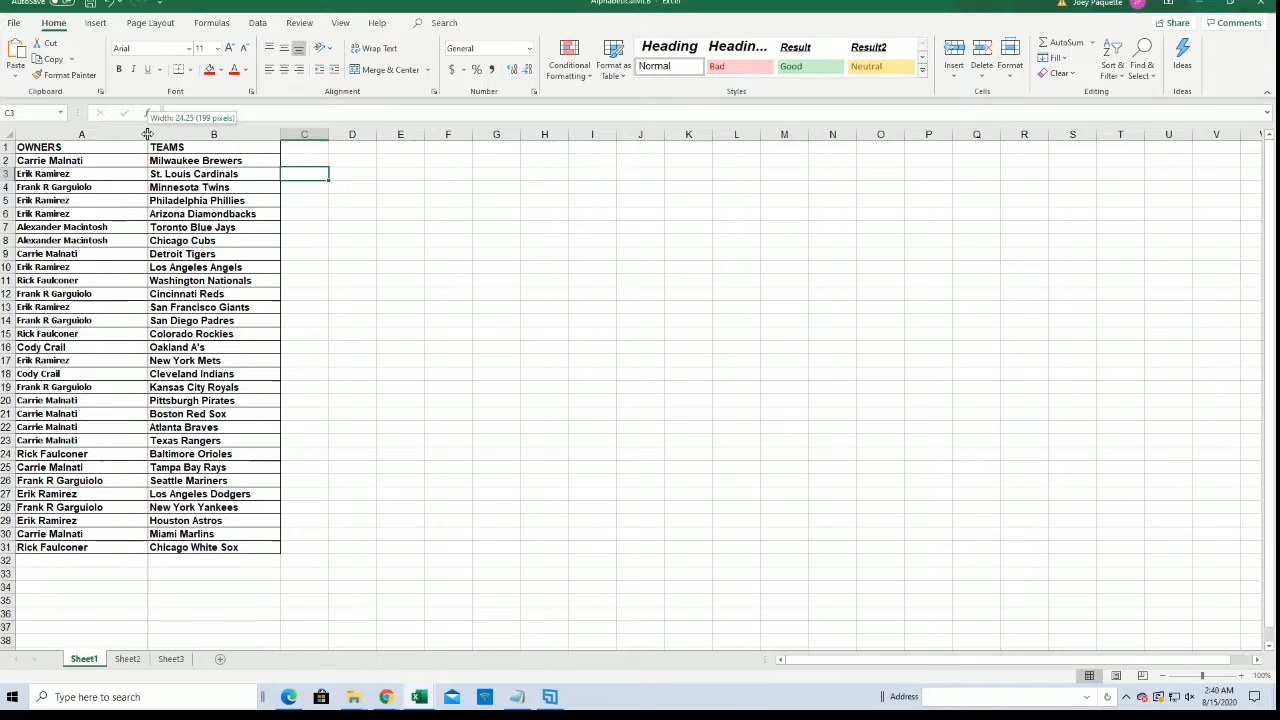 AlphabeticalMLB - Excel
Joey Paquette JP
File Home Insert Page Layout Formulas Data Review View Help Search Share Comments
Cut Arial 11 A A Wrap Text General Heading Headin... Result Result2 AutoSum
Copy Fill
Paste Format Painter B I U A Merge & Center $ % , Conditional Formatting Format as Table Normal Bad Good Neutral Insert Delete Format Clear Sort & Filter Find & Select Ideas
Clipboard Font Alignment Number Styles Cells Editing Ideas
C3 fx
Width: 24.25 (199 pixels)
A B C D E F G H I J K L M N O P Q R S T U V
1 OWNERS TEAMS
2 Carrie Malnati Milwaukee Brewers
3 Erik Ramirez St. Louis Cardinals
4 Frank R Garguiolo Minnesota Twins
5 Erik Ramirez Philadelphia Phillies
6 Erik Ramirez Arizona Diamondbacks
7 Alexander Macintosh Toronto Blue Jays
8 Alexander Macintosh Chicago Cubs
9 Carrie Malnati Detroit Tigers
10 Erik Ramirez Los Angeles Angels
11 Rick Faulconer Washington Nationals
12 Frank R Garguiolo Cincinnati Reds
13 Erik Ramirez San Francisco Giants
14 Frank R Garguiolo San Diego Padres
15 Rick Faulconer Colorado Rockies
16 Cody Crail Oakland A's
17 Erik Ramirez New York Mets
18 Cody Crail Cleveland Indians
19 Frank R Garguiolo Kansas City Royals
20 Carrie Malnati Pittsburgh Pirates
21 Carrie Malnati Boston Red Sox
22 Carrie Malnati Atlanta Braves
23 Carrie Malnati Texas Rangers
24 Rick Faulconer Baltimore Orioles
25 Carrie Malnati Tampa Bay Rays
26 Frank R Garguiolo Seattle Mariners
27 Erik Ramirez Los Angeles Dodgers
28 Frank R Garguiolo New York Yankees
29 Erik Ramirez Houston Astros
30 Carrie Malnati Miami Marlins
31 Rick Faulconer Chicago White Sox
32
33
34
35
36
37
38
Sheet1 Sheet2 Sheet3
100%
Type here to search Address 2:40 AM
8/15/2020